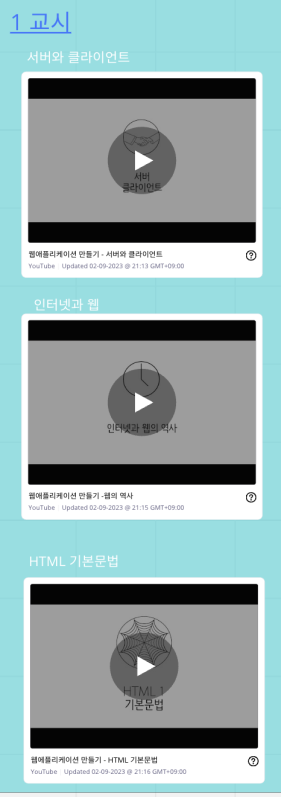 1 교시
서버와 클라이언트
서버
클라이언트
웹애플리케이션 만들기 - 서버와 클라이언트
YouTube Updated 02-09-2023 @ 21:13 GMT+09:00
인터넷과 웹
인터넷과 웹의 역사
웹애플리케이션 만들기 -웹의 역사
YouTube Updated 02-09-2023 @ 21:15 GMT+09:00
HTML 기본문법
HTML 1
기본문법
웹애플리케이션 만들기 - HTML 기본문법
YouTube Updated 02-09-2023 @ 21:16 GMT+09:00